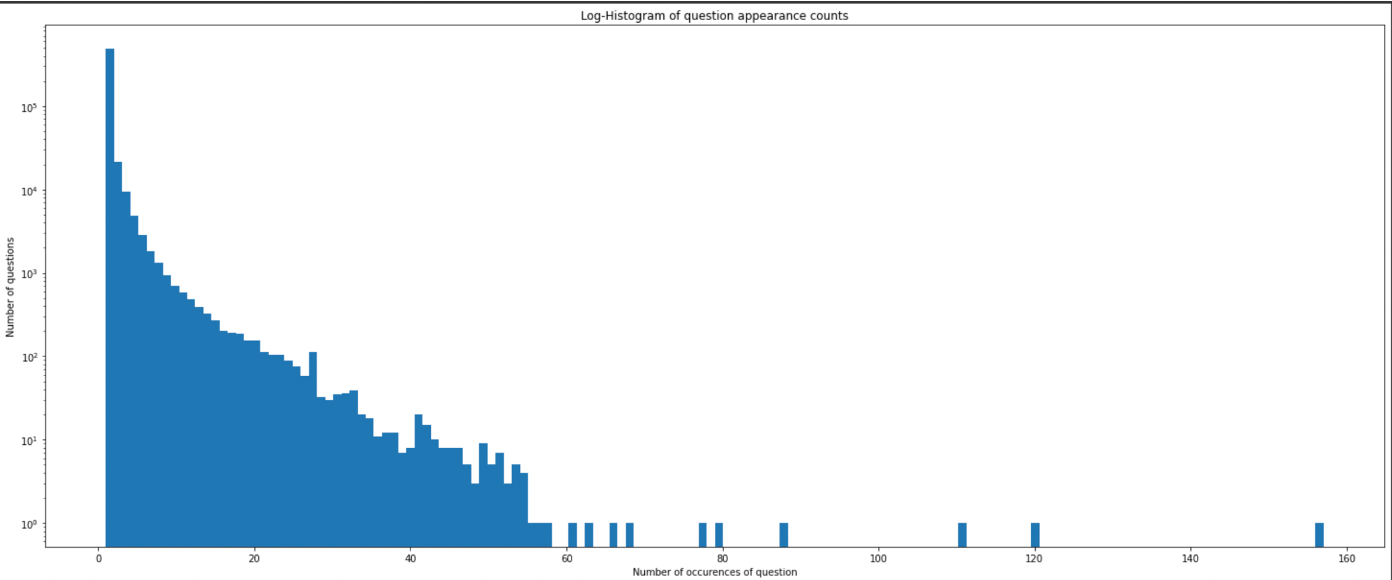 Log-Histogram of question appearance counts
Number of questions
10⁵
10⁴
10³
10²
10¹
10⁰
0 20 40 60 80 100 120 140 160
Number of occurences of question